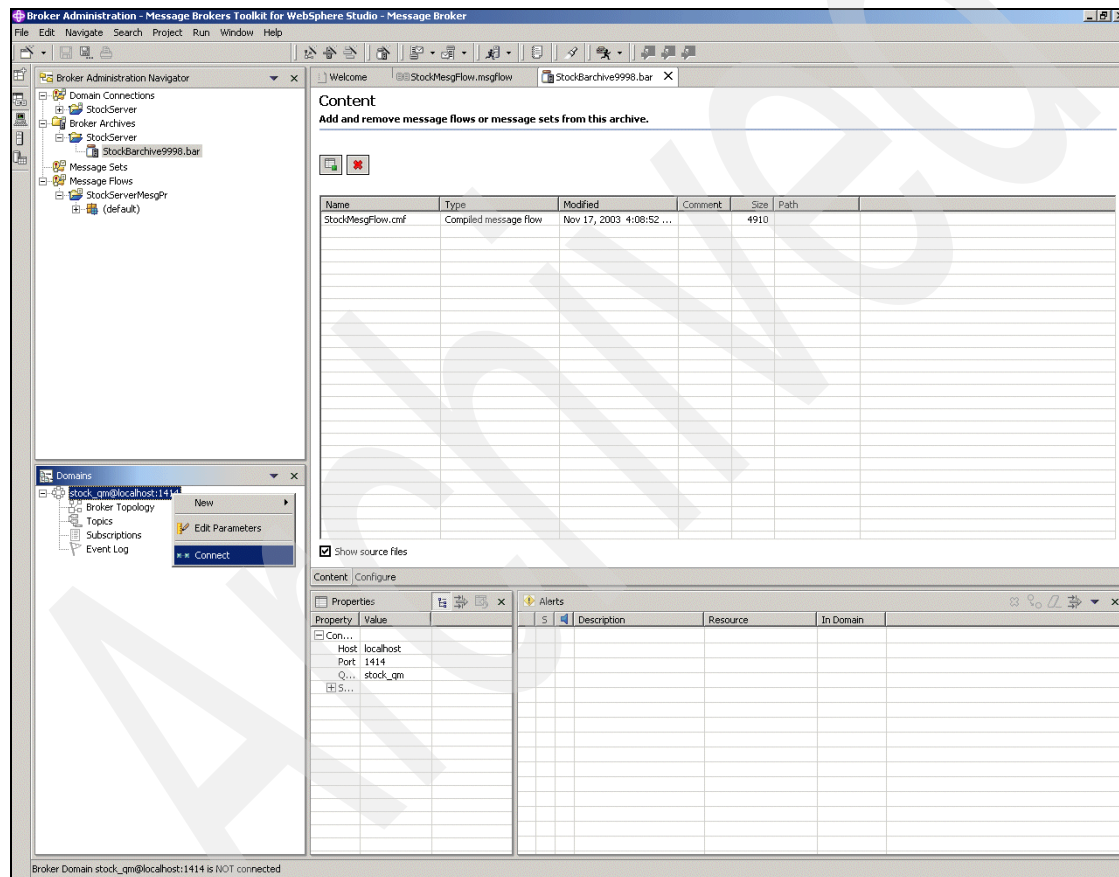 Broker Administration - Message Brokers Toolkit for WebSphere Studio - Message Broker
File Edit Navigate Search Project Run Window Help
Broker Administration Navigator
Domain Connections
StockServer
Broker Archives
StockServer
StockBarchive9998.bar
Message Sets
Message Flows
StockServerMesgPr
(default)
Welcome StockMesgFlow.msgflow StockBarchive9998.bar
Content
Add and remove message flows or message sets from this archive.
Name Type Modified Comment Size Path
StockMesgFlow.cmf Compiled message flow Nov 17, 2003 4:08:52 ... 4910
Show source files
Content Configure
Domains
stock_qm@localhost:1414
Broker Topology
Topics
Subscriptions
Event Log
New
Edit Parameters
Connect
Properties
Property Value
Con...
Host localhost
Port 1414
Q... stock_qm
S...
Alerts
S Description Resource In Domain
Broker Domain stock_qm@localhost:1414 is NOT connected
Archived